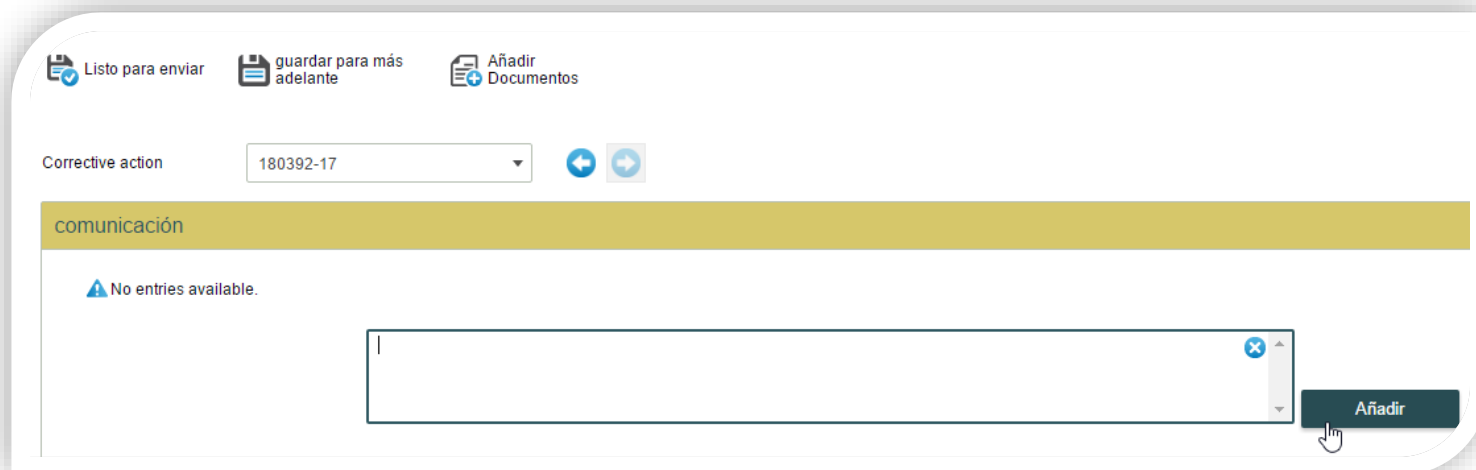 Listo para enviar
guardar para más
adelante
Añadir
Documentos
Corrective action
180392-17
comunicación
No entries available.
Añadir